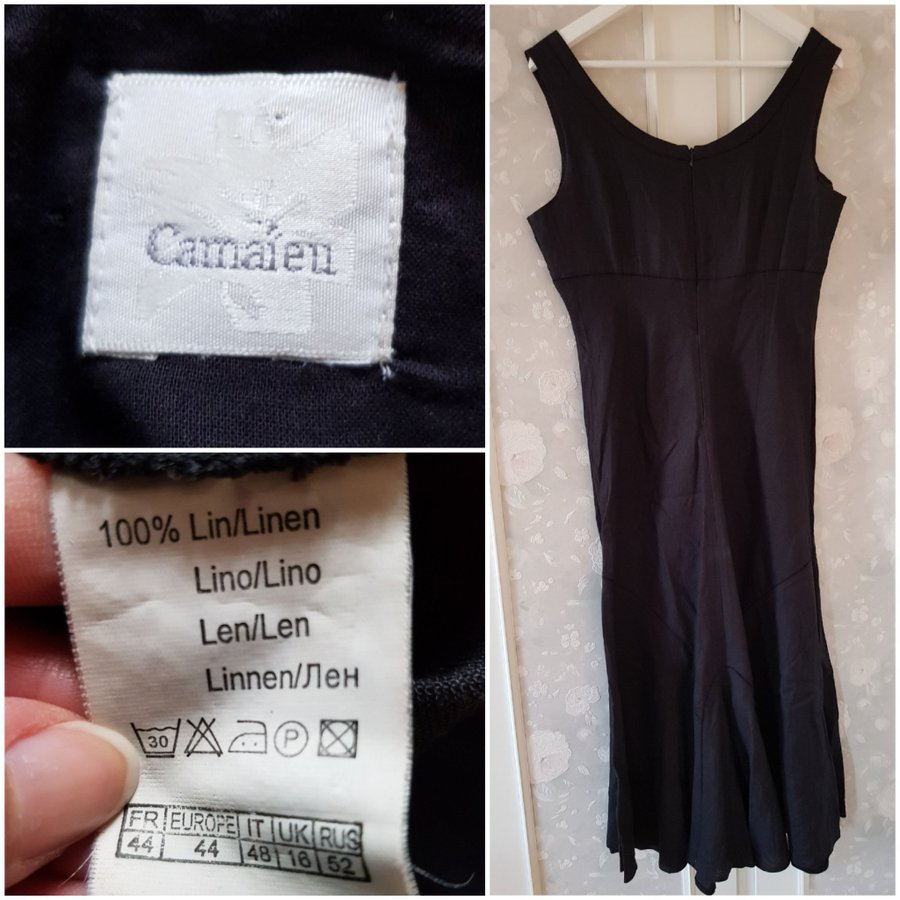 Camaïeu
100% Lin/Linen
Lino/Lino
Len/Len
Linnen/Лен
30 P
FR EUROPE IT UK RUS
44 44 48 16 52